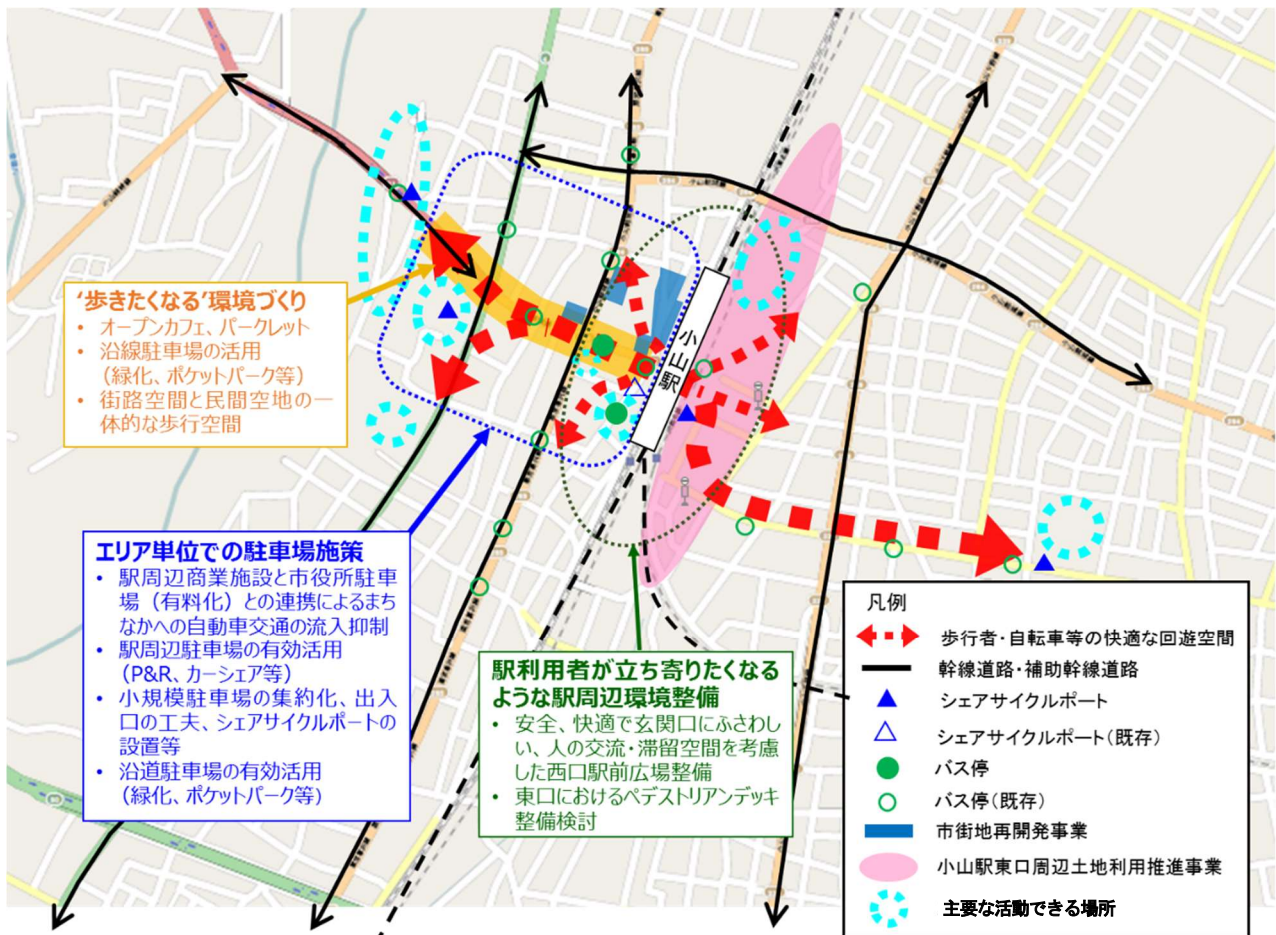 ‘歩きたくなる’環境づくり
• オープンカフェ、パークレット
• 沿線駐車場の活用
（緑化、ポケットパーク等）
• 街路空間と民間空地の一
体的な歩行空間
小山駅
エリア単位での駐車場施策
• 駅周辺商業施設と市役所駐車
場（有料化）との連携によるまち
なかへの自動車交通の流入抑制
• 駅周辺駐車場の有効活用
（P&R、カーシェア等）
• 小規模駐車場の集約化、出入
口の工夫、シェアサイクルポートの
設置等
• 沿道駐車場の有効活用
（緑化、ポケットパーク等）
駅利用者が立ち寄りたくなる
ような駅周辺環境整備
• 安全、快適で玄関口にふさわし
い、人の交流・滞留空間を考慮
した西口駅前広場整備
• 東口におけるペデストリアンデッキ
整備検討
凡例
歩行者・自転車等の快適な回遊空間
幹線道路・補助幹線道路
シェアサイクルポート
シェアサイクルポート（既存）
バス停
バス停（既存）
市街地再開発事業
小山駅東口周辺土地利用推進事業
主要な活動できる場所